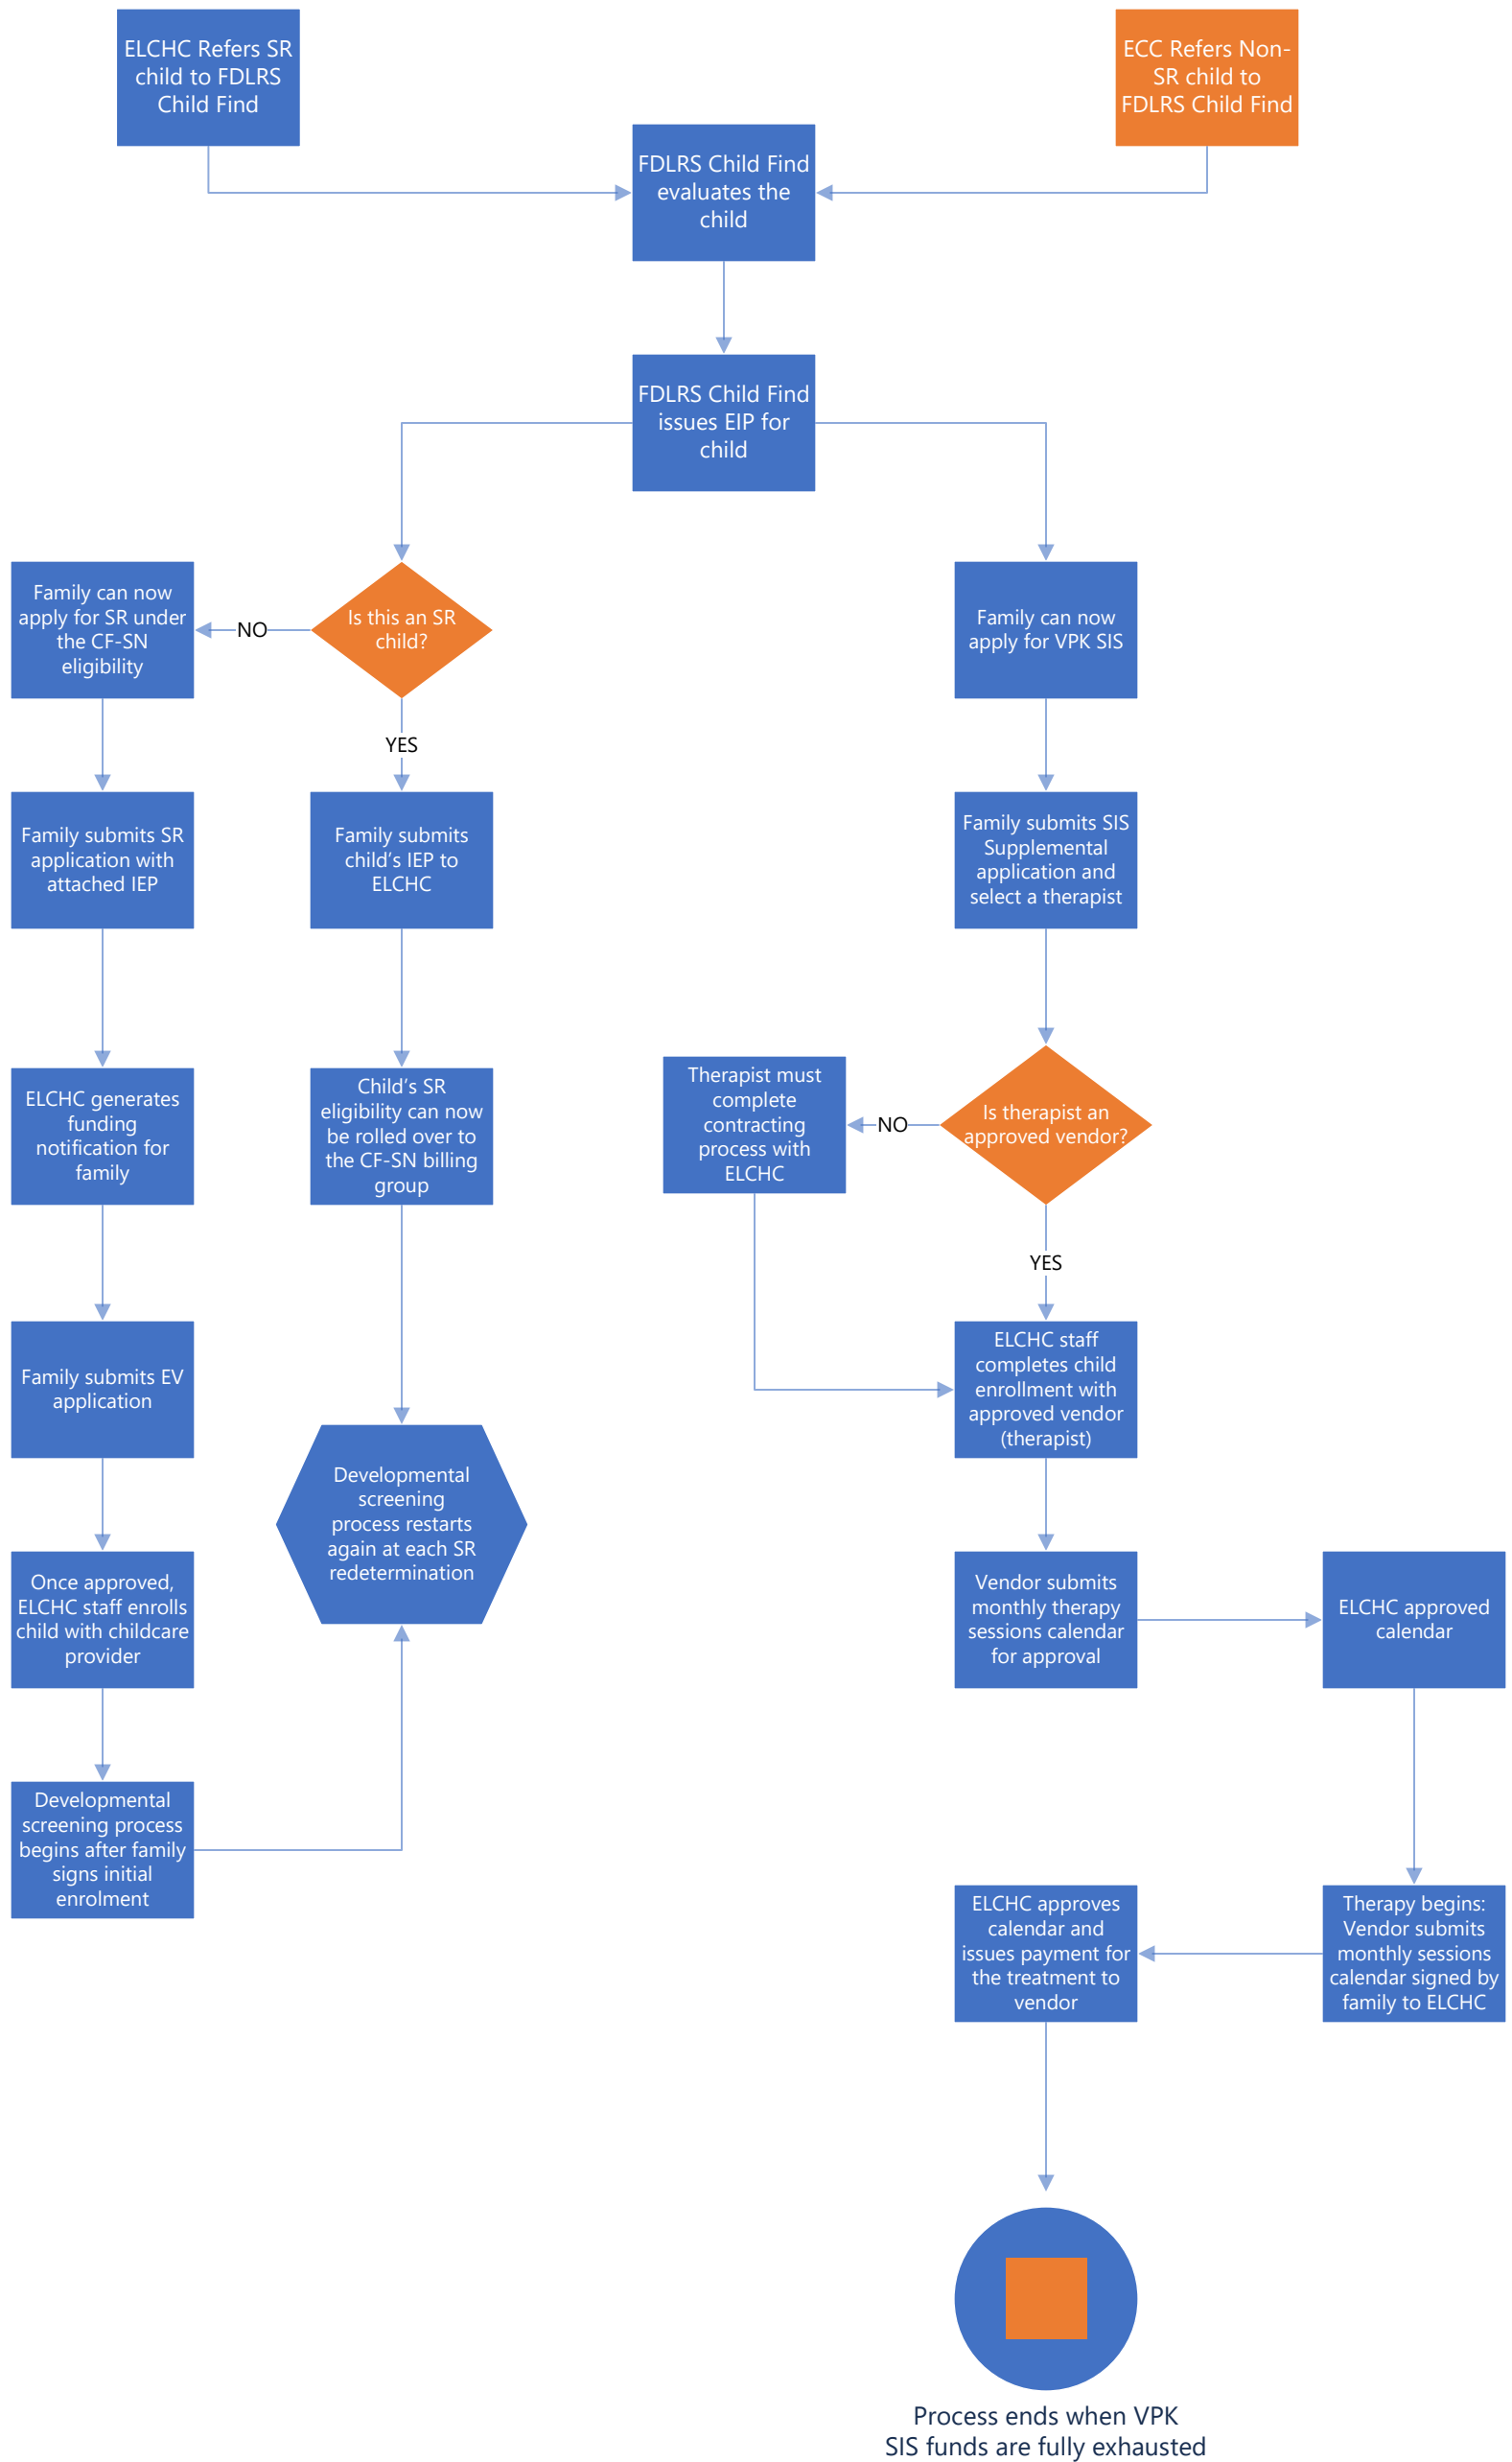 ELCHC Refers SR
child to FDLRS
Child Find
ECC Refers Non-
SR child to
FDLRS Child Find
FDLRS Child Find
evaluates the
child
FDLRS Child Find
issues EIP for
child
Family can now
apply for SR under
the CF-SN
eligibility
NO
Is this an SR
child?
Family can now
apply for VPK SIS
YES
Family submits SR
application with
attached IEP
Family submits
child’s IEP to
ELCHC
Family submits SIS
Supplemental
application and
select a therapist
ELCHC generates
funding
notification for
family
Child’s SR
eligibility can now
be rolled over to
the CF-SN billing
group
Therapist must
complete
contracting
process with
ELCHC
NO
Is therapist an
approved vendor?
YES
Family submits EV
application
ELCHC staff
completes child
enrollment with
approved vendor
(therapist)
Developmental
screening
process restarts
again at each SR
redetermination
Once approved,
ELCHC staff enrolls
child with childcare
provider
Vendor submits
monthly therapy
sessions calendar
for approval
ELCHC approved
calendar
Developmental
screening process
begins after family
signs initial
enrolment
ELCHC approves
calendar and
issues payment for
the treatment to
vendor
Therapy begins:
Vendor submits
monthly sessions
calendar signed by
family to ELCHC
Process ends when VPK
SIS funds are fully exhausted